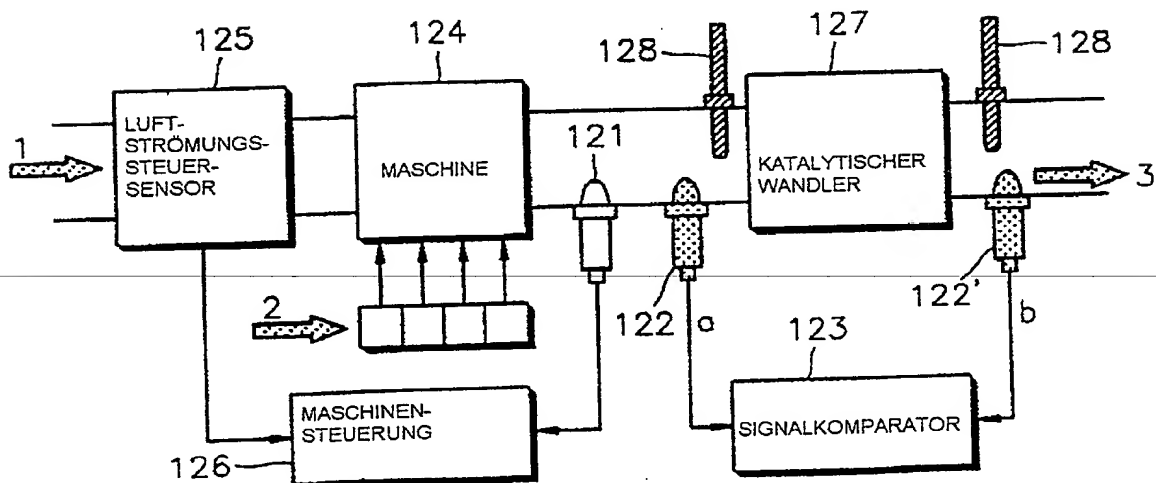 125
124
128
127
128
1
LUFT-
STRÖMUNGS-
STEUER-
SENSOR
MASCHINE
121
KATALYTISCHER
WANDLER
3
2
122
a
122'
b
123
MASCHINEN-
STEUERUNG
SIGNALKOMPARATOR
126